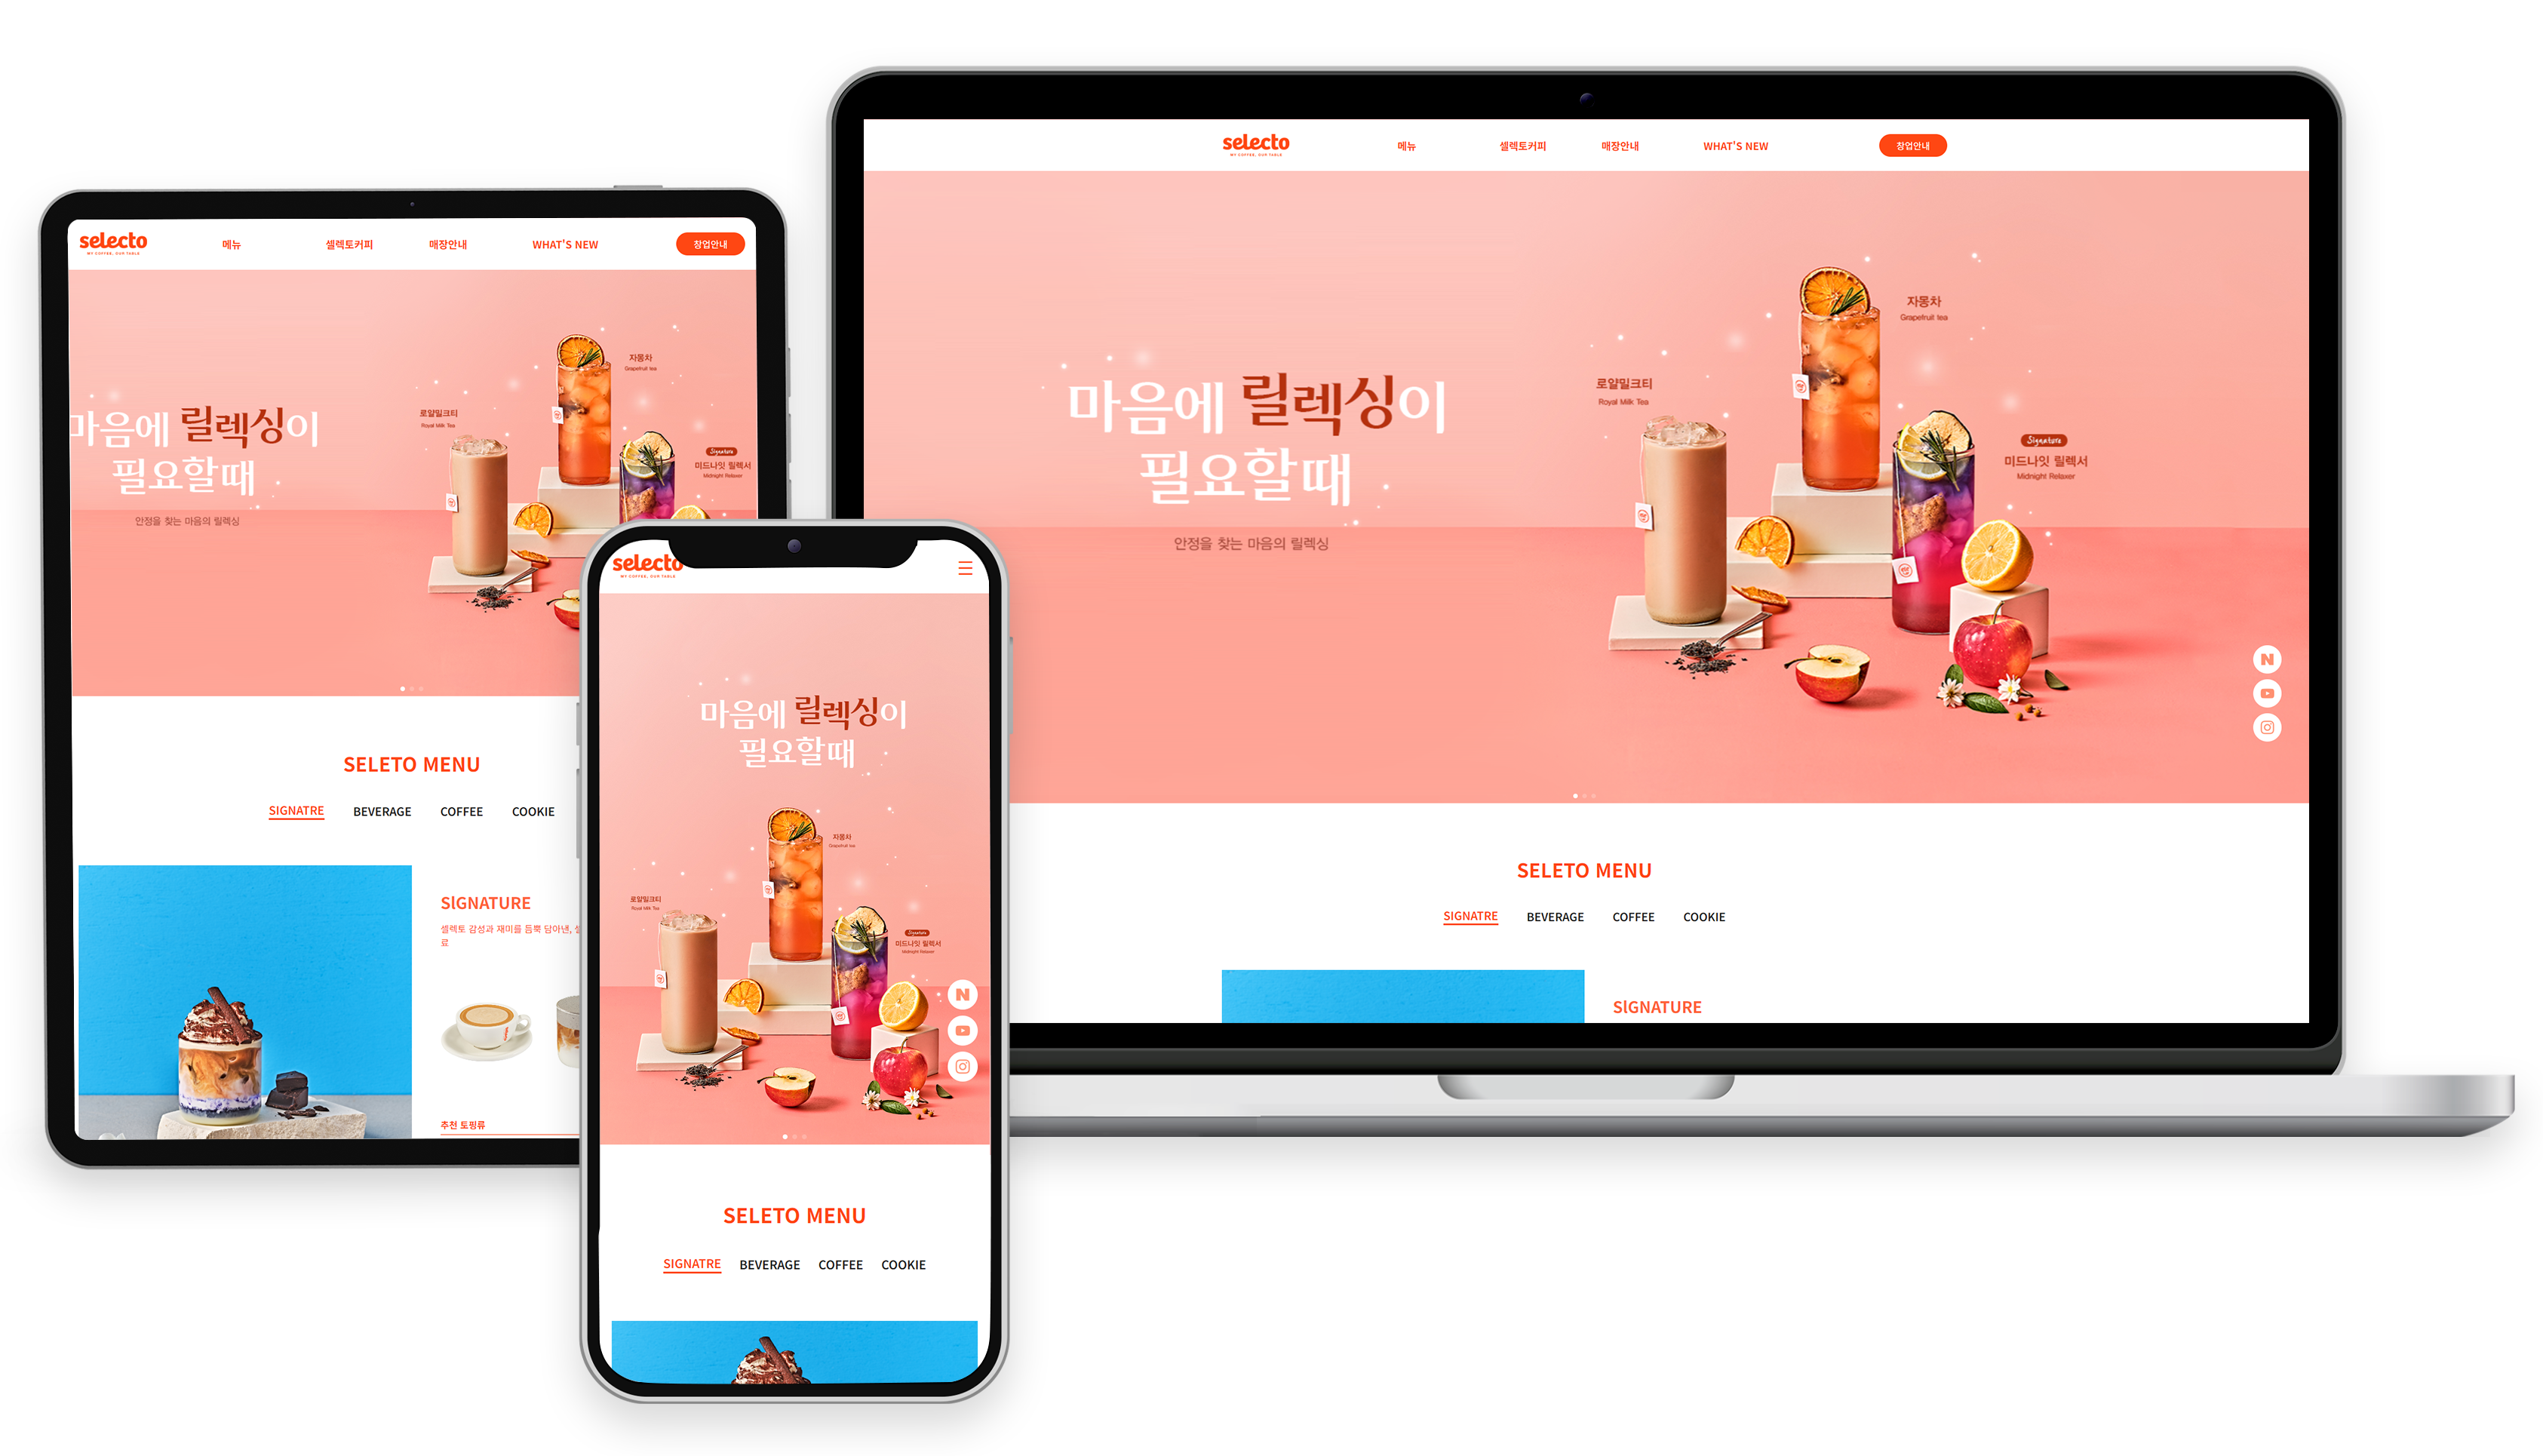 selecto
MY COFFEE, OUR TABLE
메뉴
셀렉토커피
매장안내
WHAT'S NEW
창업안내
마음에 릴렉싱이
필요할때
안정을 찾는 마음의 릴렉싱
로얄밀크티
Royal Milk Tea
자몽차
Grapefruit tea
Signature
미드나잇 릴렉서
Midnight Relaxer
SELETO MENU
SIGNATRE
BEVERAGE
COFFEE
COOKIE
SIGNATURE
셀렉토 감성과 재미를 듬뿍 담아낸,
료
추천 토핑류
selecto
MY COFFEE, OUR TABLE
마음에 릴렉싱이
필요할때
자몽차
Grapefruit tea
로얄밀크티
Royal Milk Tea
Signature
미드나잇 릴렉서
Midnight Relaxer
N
SELETO MENU
SIGNATRE
BEVERAGE
COFFEE
COOKIE
selecto
MY COFFEE, OUR TABLE
메뉴
셀렉토커피
매장안내
WHAT'S NEW
창업안내
마음에 릴렉싱이
필요할때
안정을 찾는 마음의 릴렉싱
자몽차
Grapefruit tea
로얄밀크티
Royal Milk Tea
Signature
미드나잇 릴렉서
Midnight Relaxer
N
SELETO MENU
SIGNATRE
BEVERAGE
COFFEE
COOKIE
SIGNATURE